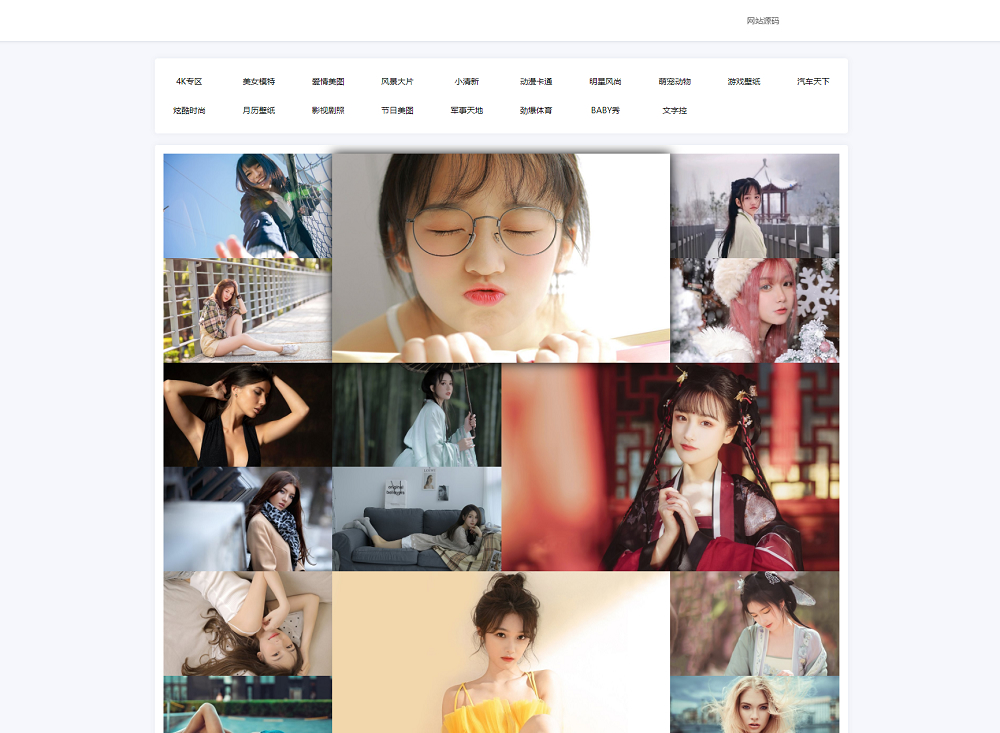 网站源码
4K专区 美女模特 爱情美图 风景大片 小清新 动漫卡通 明星风尚 萌宠动物 游戏壁纸 汽车天下
炫酷时尚 月历壁纸 影视剧照 节日美图 军事天地 劲爆体育 BABY秀 文字控